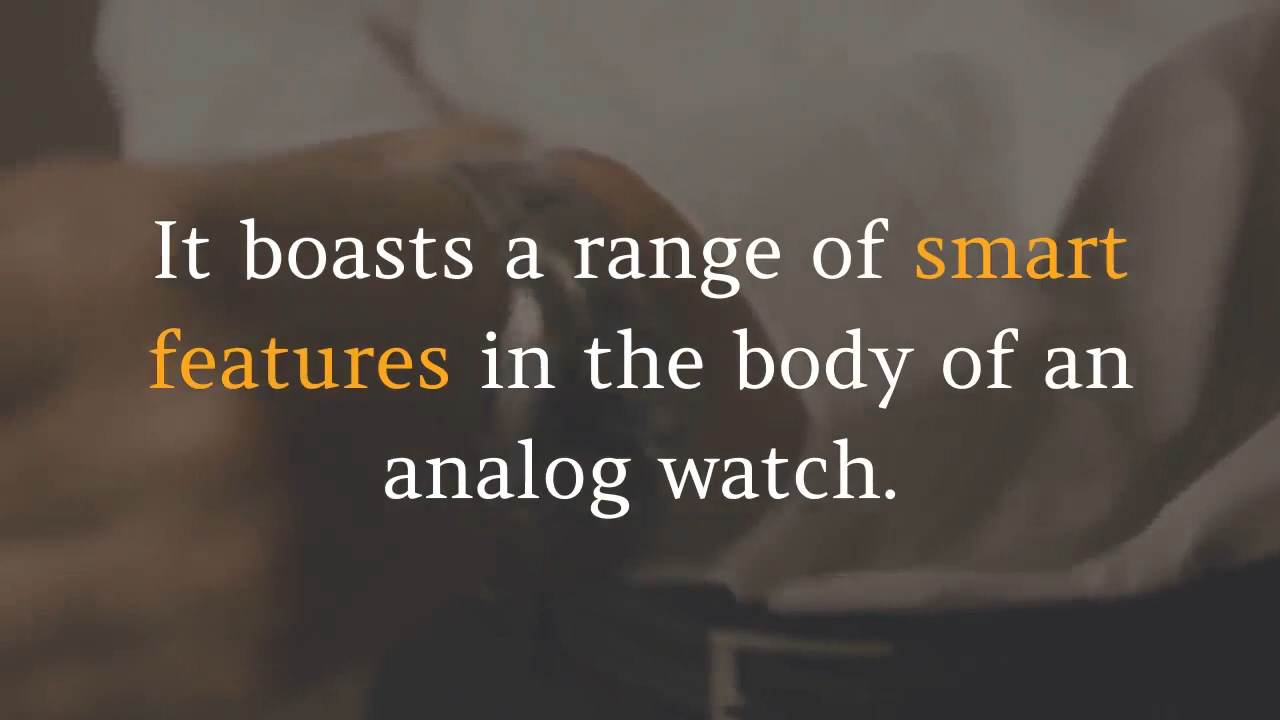 It boasts a range of smart
features in the body of an
analog watch.